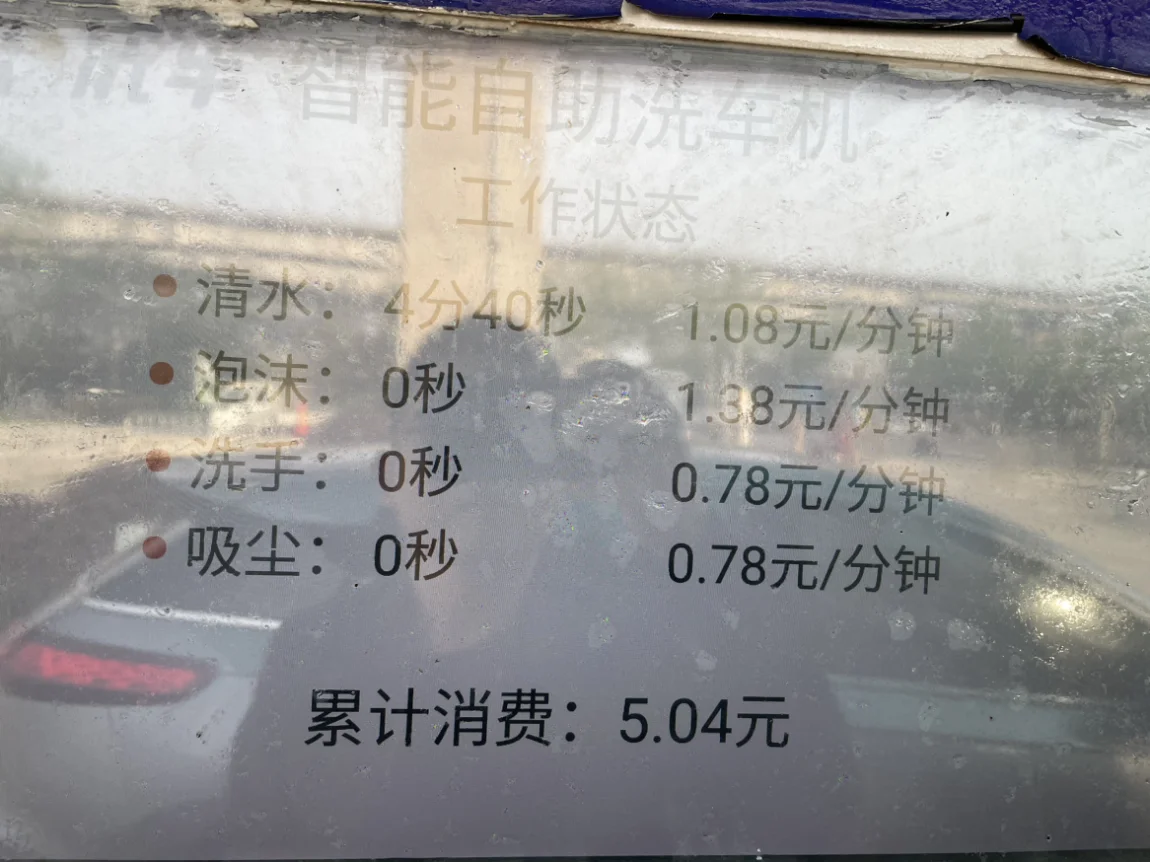 洗车 智能自助洗车机
工作状态
清水： 4分40秒 1.08元/分钟
泡沫： 0秒 1.38元/分钟
洗手： 0秒 0.78元/分钟
吸尘： 0秒 0.78元/分钟
累计消费：5.04元